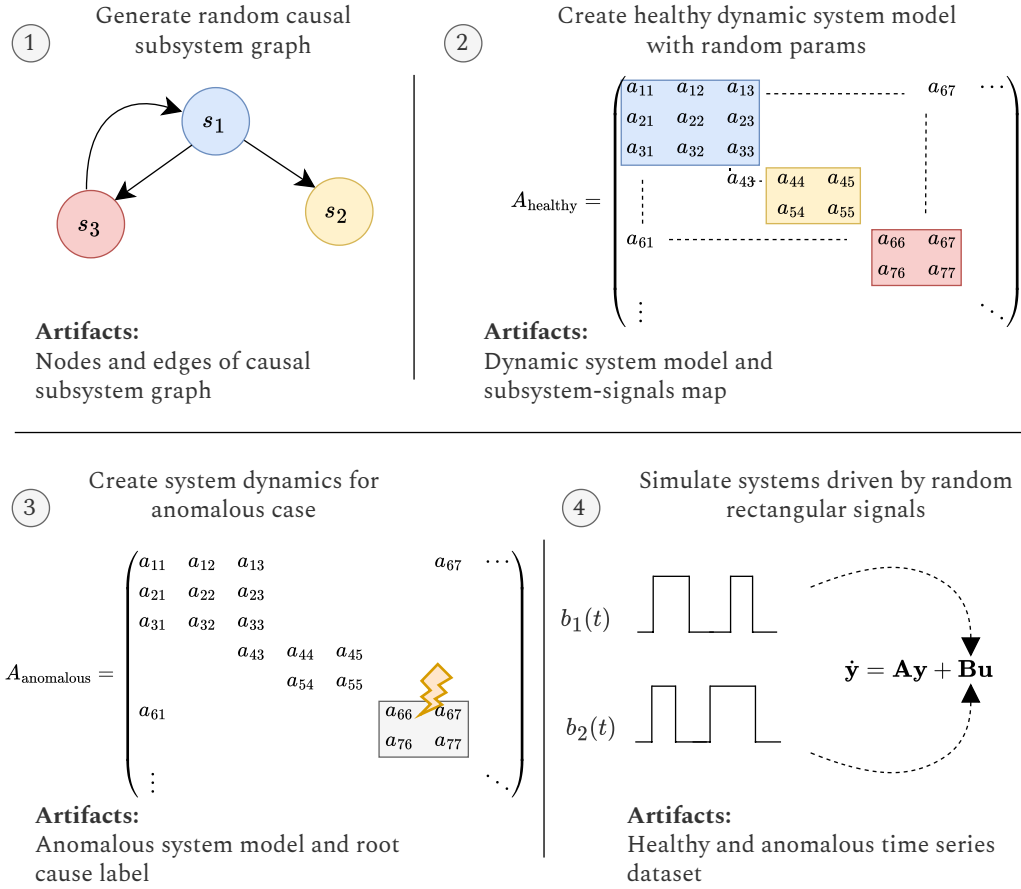 1
Generate random causal
subsystem graph
s1
s3
s2
Artifacts:
Nodes and edges of causal
subsystem graph
2
Create healthy dynamic system model
with random params
a11 a12 a13 a67 ⋯
a21 a22 a23
a31 a32 a33
a43 a44 a45
Ahealthy =
a54 a55
a61 a66 a67
a76 a77
⋮ ⋱
Artifacts:
Dynamic system model and
subsystem-signals map
3
Create system dynamics for
anomalous case
a11 a12 a13 a67 ⋯
a21 a22 a23
a31 a32 a33
a43 a44 a45
Aanomalous =
a54 a55
a61 a66 a67
a76 a77
⋮ ⋱
Artifacts:
Anomalous system model and root
cause label
4
Simulate systems driven by random
rectangular signals
b1(t)
ẏ = Ay + Bu
b2(t)
Artifacts:
Healthy and anomalous time series
dataset